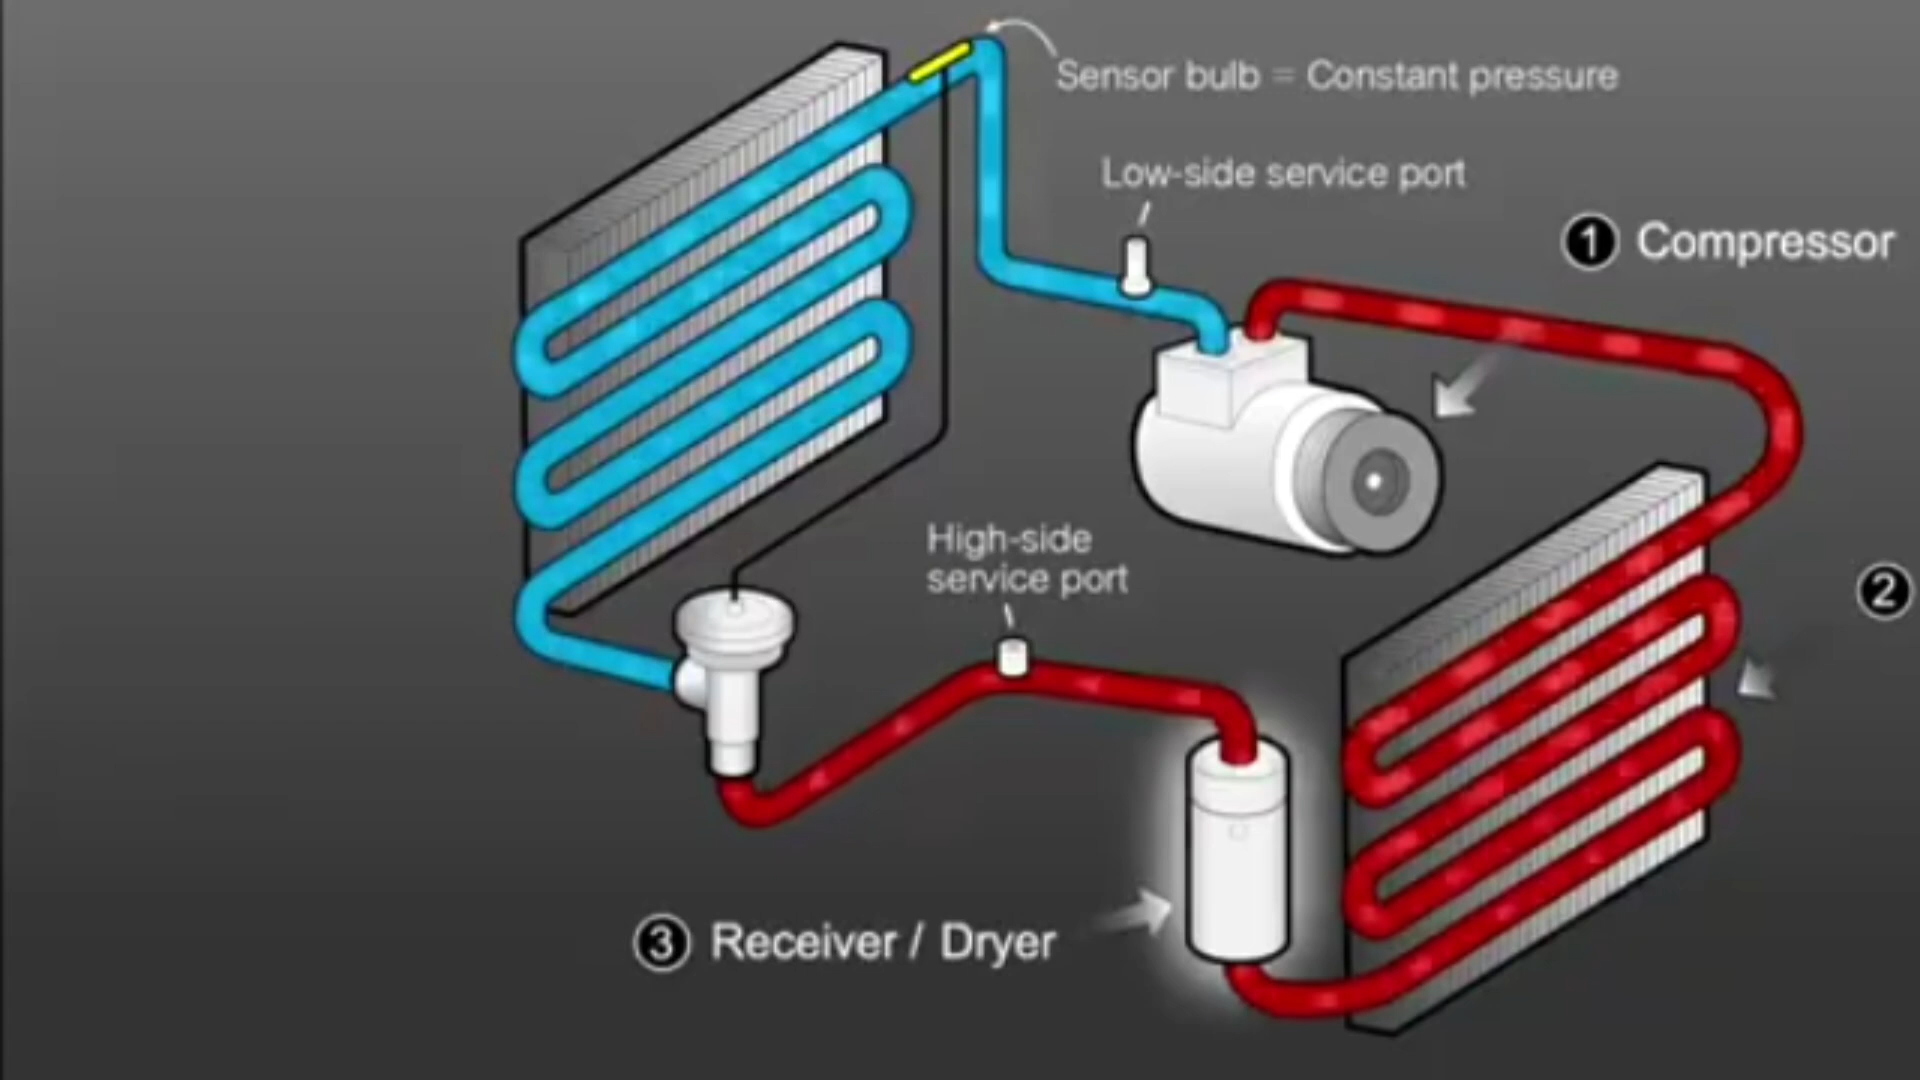 Sensor bulb = Constant pressure
Low-side service port
1 Compressor
High-side
service port
2
3 Receiver / Dryer